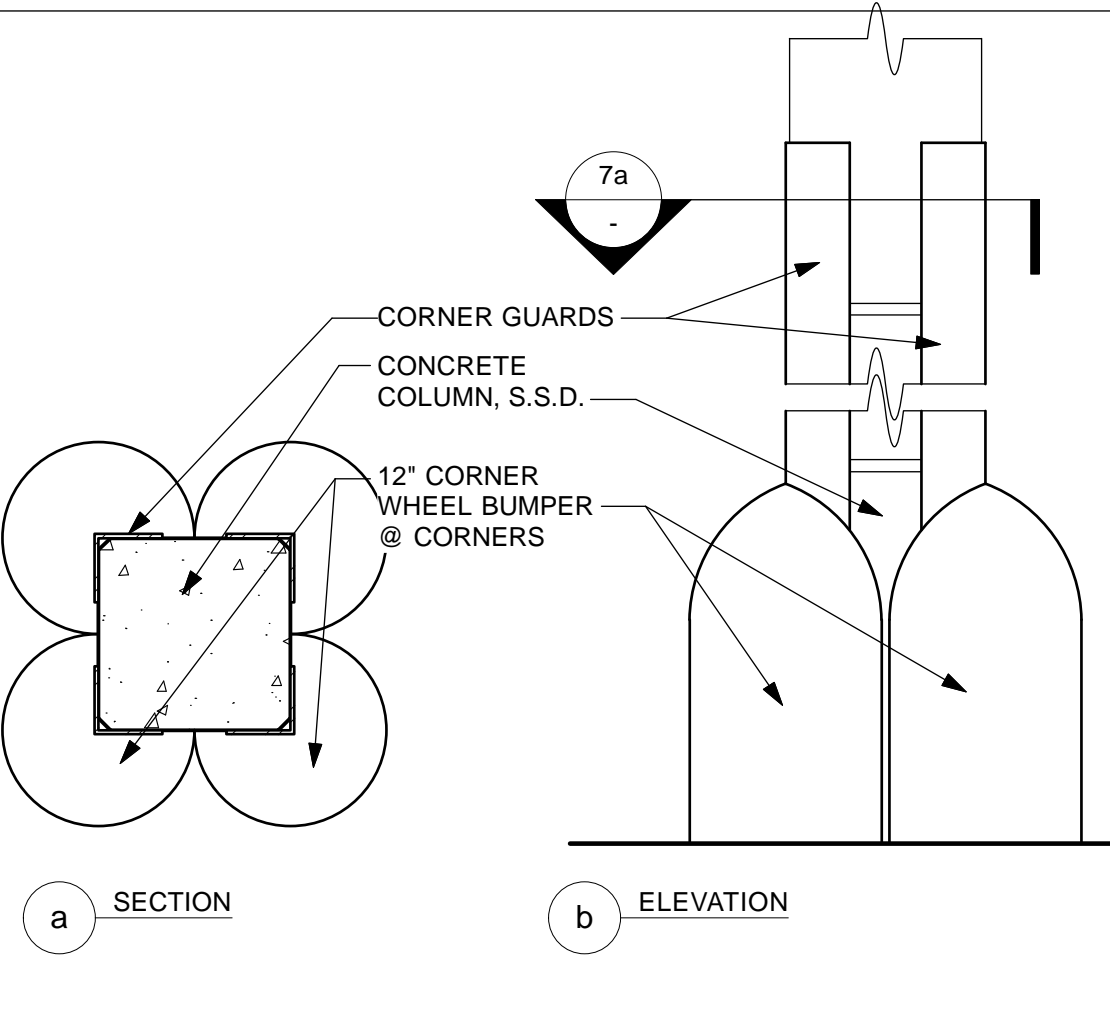 7a
-
CORNER GUARDS
CONCRETE
COLUMN, S.S.D.
12" CORNER
WHEEL BUMPER
@ CORNERS
a SECTION
b ELEVATION